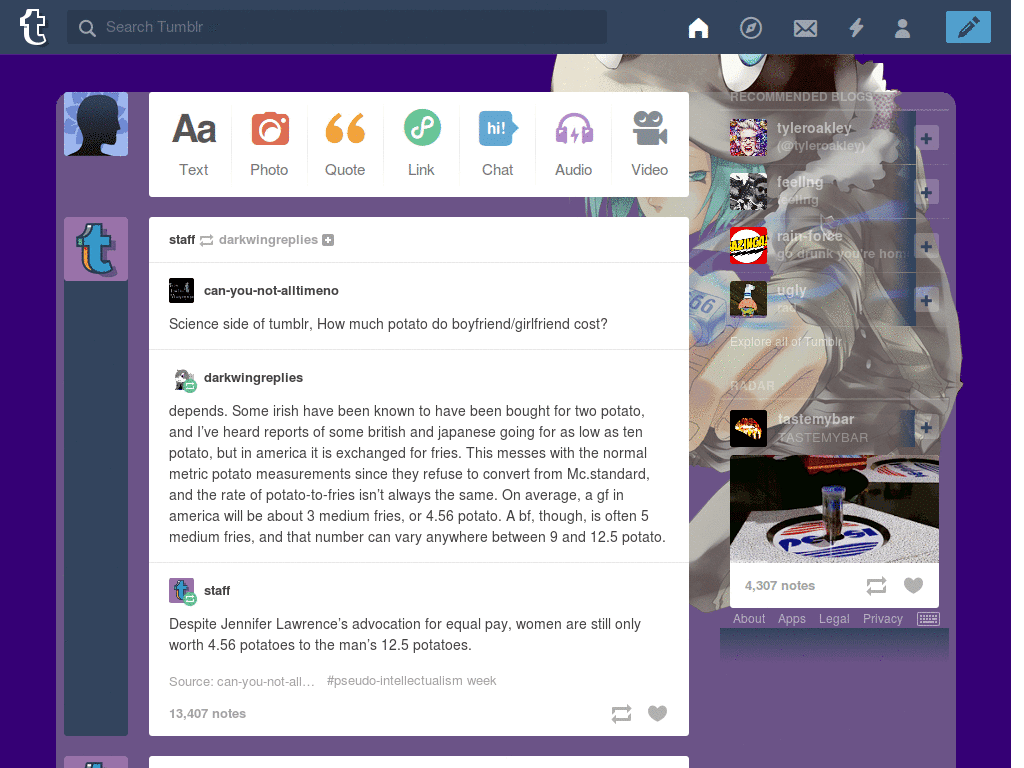 Search Tumblr
Aa
hi!
Text
Photo
Quote
Link
Chat
Audio
Video
staff darkwingreplies
can-you-not-alltimeno
Science side of tumblr, How much potato do boyfriend/girlfriend cost?
darkwingreplies
depends. Some irish have been known to have been bought for two potato,
and I’ve heard reports of some british and japanese going for as low as ten
potato, but in america it is exchanged for fries. This messes with the normal
metric potato measurements since they refuse to convert from Mc.standard,
and the rate of potato-to-fries isn’t always the same. On average, a gf in
america will be about 3 medium fries, or 4.56 potato. A bf, though, is often 5
medium fries, and that number can vary anywhere between 9 and 12.5 potato.
staff
Despite Jennifer Lawrence’s advocation for equal pay, women are still only
worth 4.56 potatoes to the man’s 12.5 potatoes.
Source: can-you-not-all… #pseudo-intellectualism week
13,407 notes
RECOMMENDED BLOGS
tyleroakley
(@tyleroakley)
feeling
feeling
BAZINGA!
rain-force
go drunk you're hom
ugly
rad
66
Explore all of Tumblr
RADAR
tastemybar
TASTEMYBAR
pepsi
4,307 notes
About Apps Legal Privacy